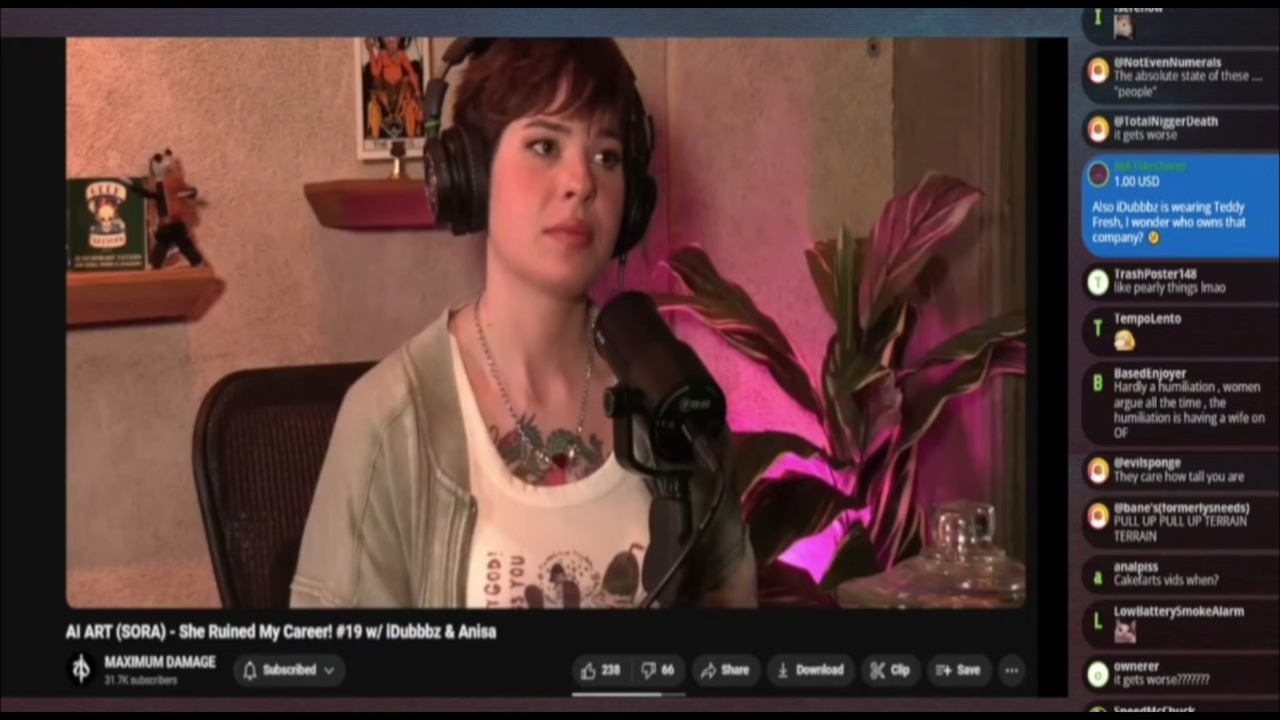 T GOD!
S YOU
AI ART (SORA) - She Ruined My Career! #19 w/ iDubbbz & Anisa
MAXIMUM DAMAGE
31.7K subscribers
Subscribed
238
66
Share
Download
Clip
Save
I
T
@NotEvenNumerals
The absolute state of these ....
"people"
@TotalNiggerDeath
it gets worse
1.00 USD
Also iDubbbz is wearing Teddy
Fresh, I wonder who owns that
company?
TrashPoster148
like pearly things lmao
T
TempoLento
B
BasedEnjoyer
Hardly a humiliation , women
argue all the time , the
humiliation is having a wife on
OF
@evilsponge
They care how tall you are
@bane's(formerlysneeds)
PULL UP PULL UP TERRAIN
TERRAIN
a
analpiss
Cakefarts vids when?
L
LowBatterySmokeAlarm
o
ownerer
it gets worse???????
SpeedMcChuck